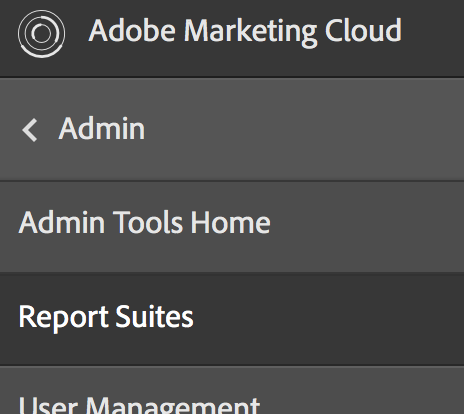 Adobe Marketing Cloud
Admin
Admin Tools Home
Report Suites
User Management